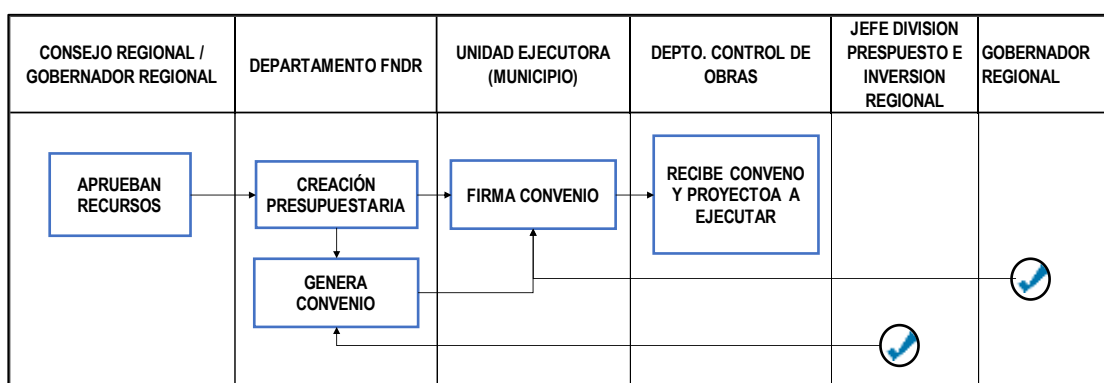 CONSEJO REGIONAL /
GOBERNADOR REGIONAL
DEPARTAMENTO FNDR
UNIDAD EJECUTORA
(MUNICIPIO)
DEPTO. CONTROL DE
OBRAS
JEFE DIVISION
PRESPUESTO E
INVERSION
REGIONAL
GOBERNADOR
REGIONAL
APRUEBAN
RECURSOS
CREACIÓN
PRESUPUESTARIA
FIRMA CONVENIO
RECIBE CONVENO
Y PROYECTOA A
EJECUTAR
GENERA
CONVENIO